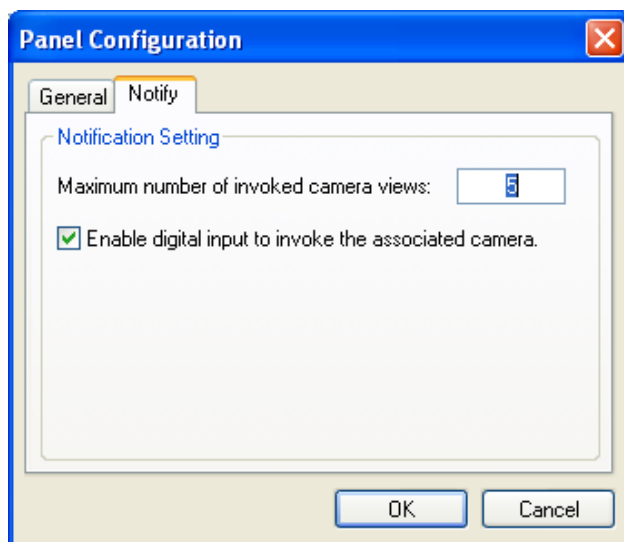 Panel Configuration
General
Notify
Notification Setting
Maximum number of invoked camera views: 5
Enable digital input to invoke the associated camera.
OK
Cancel